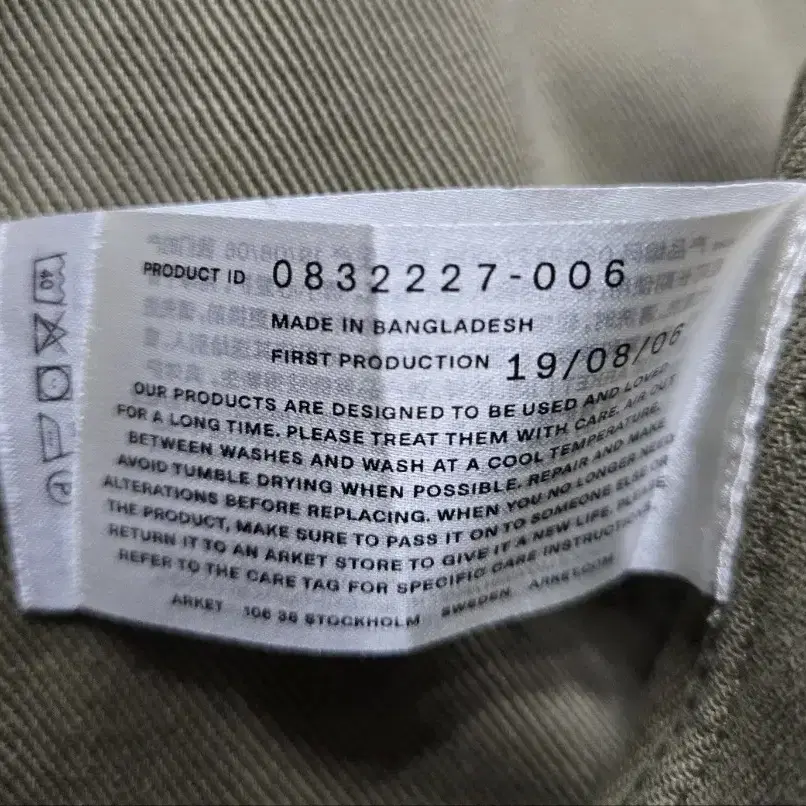 PRODUCT ID 0832227-006
MADE IN BANGLADESH
FIRST PRODUCTION 19/08/06
OUR PRODUCTS ARE DESIGNED TO BE USED AND LOVED
FOR A LONG TIME. PLEASE TREAT THEM WITH CARE. AIR OUT
BETWEEN WASHES AND WASH AT A COOL TEMPERATURE.
AVOID TUMBLE DRYING WHEN POSSIBLE. REPAIR AND MAKE
ALTERATIONS BEFORE REPLACING. WHEN YOU NO LONGER NEED
THE PRODUCT, MAKE SURE TO PASS IT ON TO SOMEONE ELSE OR
RETURN IT TO AN ARKET STORE TO GIVE IT A NEW LIFE. PLEASE
REFER TO THE CARE TAG FOR SPECIFIC CARE INSTRUCTIONS.
ARKET 106 38 STOCKHOLM SWEDEN ARKET.COM
40
P